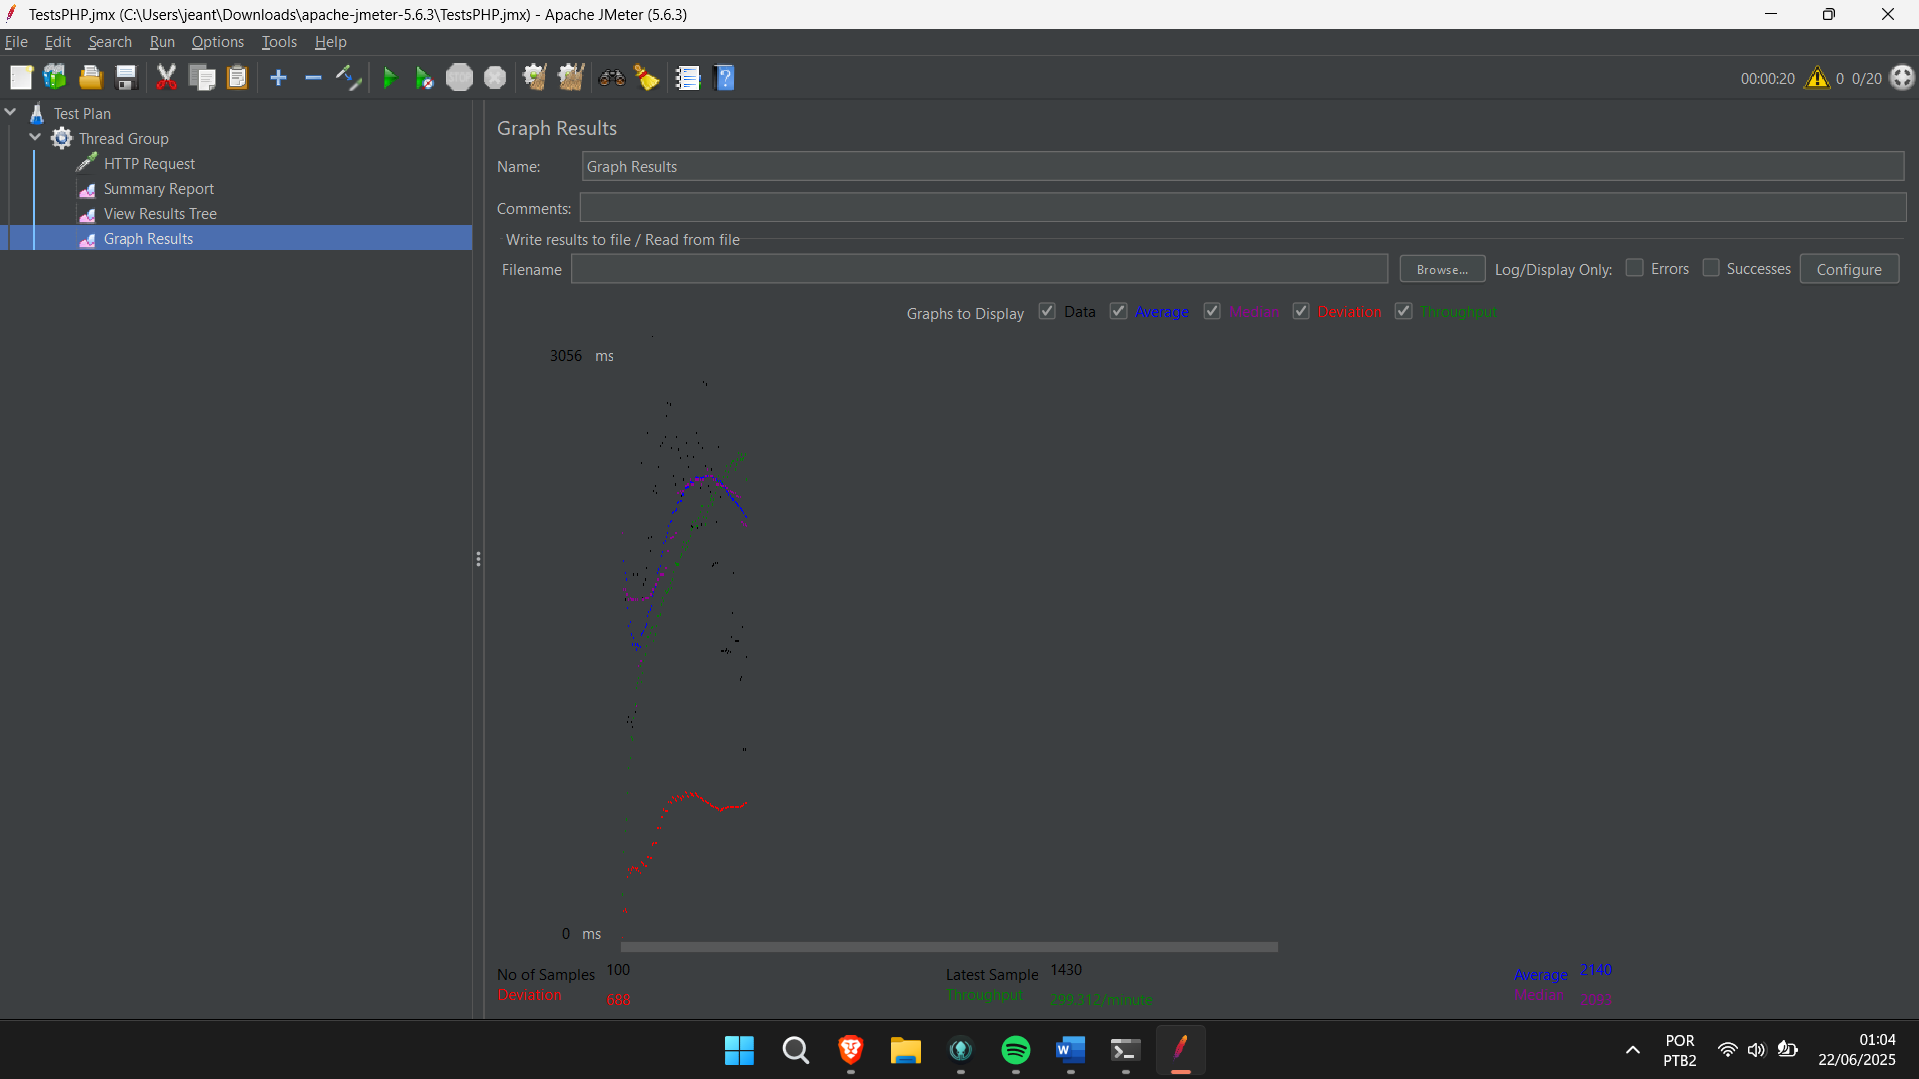 TestsPHP.jmx (C:\Users\jeant\Downloads\apache-jmeter-5.6.3\TestsPHP.jmx) - Apache JMeter (5.6.3)
File Edit Search Run Options Tools Help
STOP 00:00:20 0 0/20
Test Plan
Thread Group
HTTP Request
Summary Report
View Results Tree
Graph Results
Graph Results
Name: Graph Results
Comments:
Write results to file / Read from file
Filename Browse... Log/Display Only: Errors Successes Configure
Graphs to Display Data Average Median Deviation Throughput
3056 ms
0 ms
No of Samples 100 Latest Sample 1430 Average 2140
Deviation 688 Throughput 299.312/minute Median 2093
POR
PTB2
01:04
22/06/2025